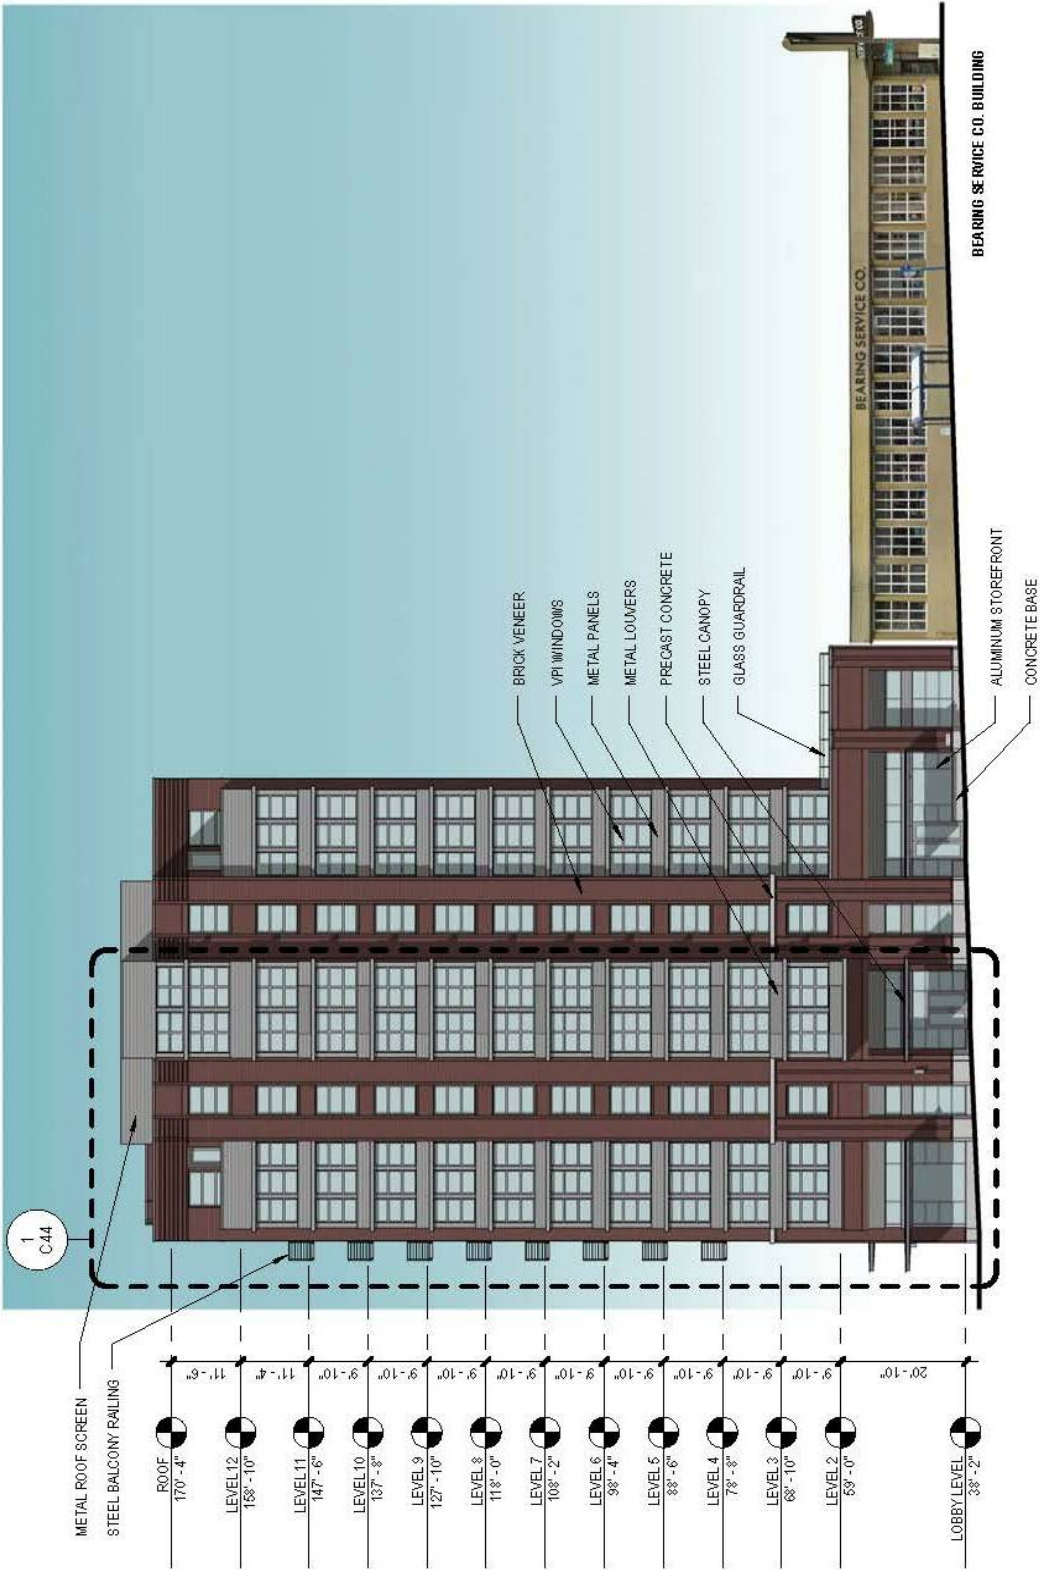 METAL ROOF SCREEN
STEEL BALCONY RAILING
1
C44
ROOF
170' - 4"
11'-6"
LEVEL 12
158' - 10"
11'-4"
LEVEL 11
147' - 6"
9'-10"
LEVEL 10
137' - 8"
9'-10"
LEVEL 9
127' - 10"
9'-10"
LEVEL 8
118' - 0"
9'-10"
LEVEL 7
108' - 2"
9'-10"
LEVEL 6
98' - 4"
9'-10"
LEVEL 5
88' - 6"
9'-10"
LEVEL 4
78' - 8"
9'-10"
LEVEL 3
68' - 10"
9'-10"
LEVEL 2
59' - 0"
20'-10"
LOBBY LEVEL
38' - 2"
BRICK VENEER
VPI WINDOWS
METAL PANELS
METAL LOUVERS
PRECAST CONCRETE
STEEL CANOPY
GLASS GUARDRAIL
ALUMINUM STOREFRONT
CONCRETE BASE
BEARING SERVICE CO.
BEARING SERVICE CO. BUILDING